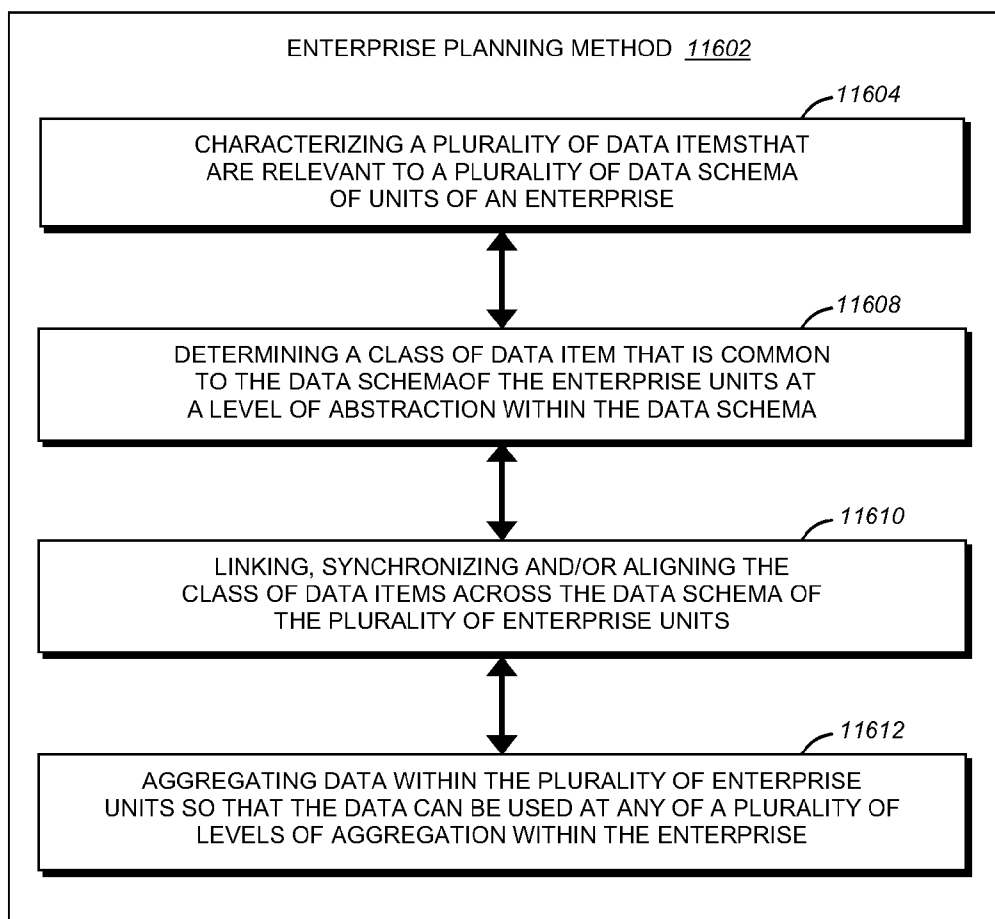 ENTERPRISE PLANNING METHOD 11602
11604
CHARACTERIZING A PLURALITY OF DATA ITEMSTHAT
ARE RELEVANT TO A PLURALITY OF DATA SCHEMA
OF UNITS OF AN ENTERPRISE
11608
DETERMINING A CLASS OF DATA ITEM THAT IS COMMON
TO THE DATA SCHEMAOF THE ENTERPRISE UNITS AT
A LEVEL OF ABSTRACTION WITHIN THE DATA SCHEMA
11610
LINKING, SYNCHRONIZING AND/OR ALIGNING THE
CLASS OF DATA ITEMS ACROSS THE DATA SCHEMA OF
THE PLURALITY OF ENTERPRISE UNITS
11612
AGGREGATING DATA WITHIN THE PLURALITY OF ENTERPRISE
UNITS SO THAT THE DATA CAN BE USED AT ANY OF A PLURALITY OF
LEVELS OF AGGREGATION WITHIN THE ENTERPRISE